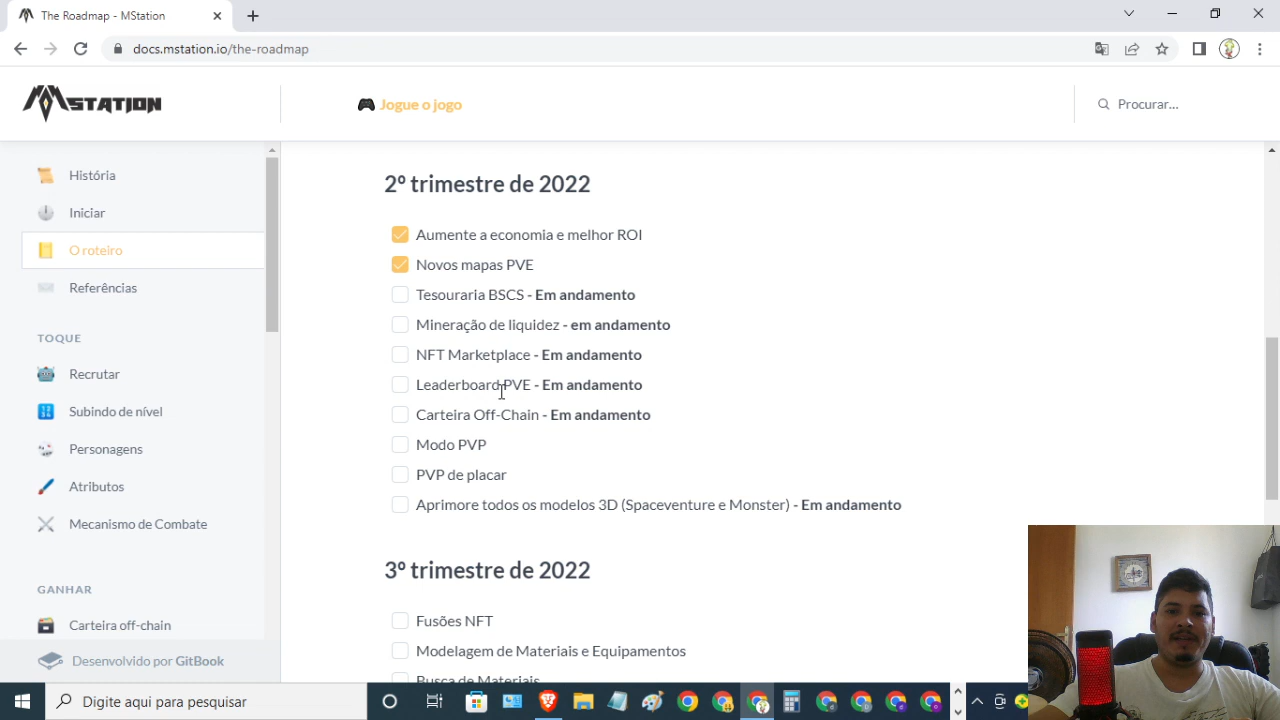 The Roadmap - MStation
docs.mstation.io/the-roadmap
MSTATION
Jogue o jogo
Procurar...
História
Iniciar
O roteiro
Referências
TOQUE
Recrutar
Subindo de nível
Personagens
Atributos
Mecanismo de Combate
GANHAR
Carteira off-chain
Desenvolvido por GitBook
2º trimestre de 2022
Aumente a economia e melhor ROI
Novos mapas PVE
Tesouraria BSCS - Em andamento
Mineração de liquidez - em andamento
NFT Marketplace - Em andamento
Leaderboard PVE - Em andamento
Carteira Off-Chain - Em andamento
Modo PVP
PVP de placar
Aprimore todos os modelos 3D (Spaceventure e Monster) - Em andamento
3º trimestre de 2022
Fusões NFT
Modelagem de Materiais e Equipamentos
Busca de Materiais
Digite aqui para pesquisar